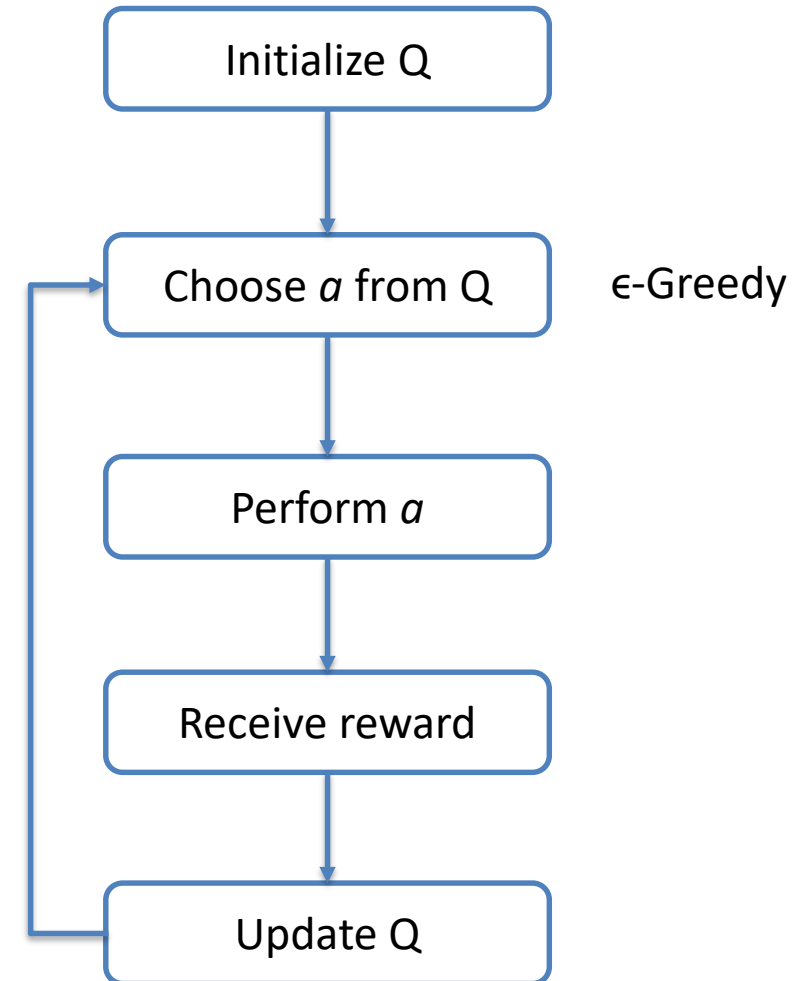 Initialize Q
Choose a from Q
ϵ-Greedy
Perform a
Receive reward
Update Q